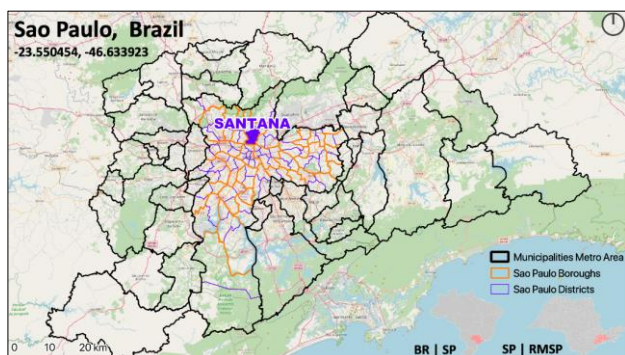 Sao Paulo, Brazil
-23.550454, -46.633923
SANTANA
Municipalities Metro Area
Sao Paulo Boroughs
Sao Paulo Districts
0 10 20 km
BR | SP SP | RMSP